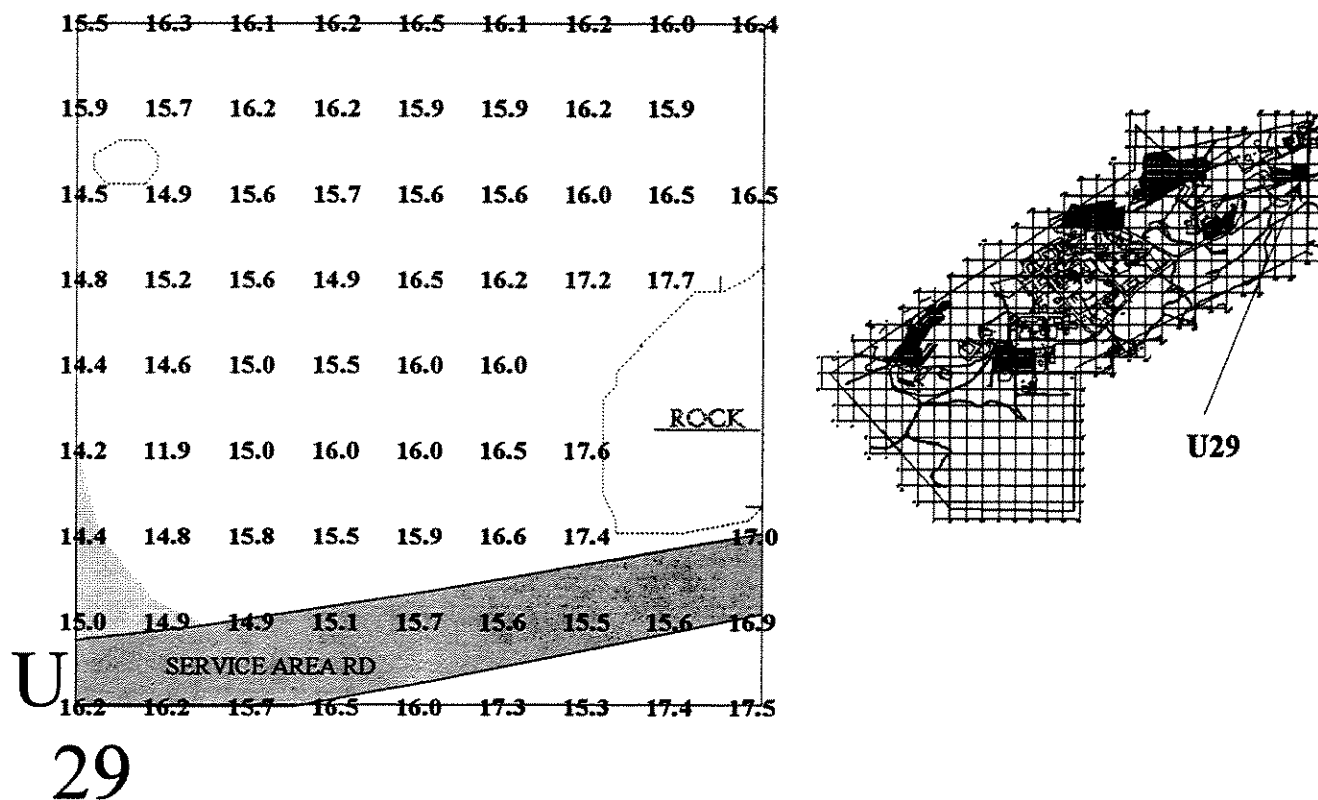 15.5 16.3 16.1 16.2 16.5 16.1 16.2 16.0 16.4
15.9 15.7 16.2 16.2 15.9 15.9 16.2 15.9
14.5 14.9 15.6 15.7 15.6 15.6 16.0 16.5 16.5
14.8 15.2 15.6 14.9 16.5 16.2 17.2 17.7
14.4 14.6 15.0 15.5 16.0 16.0
ROCK
14.2 11.9 15.0 16.0 16.0 16.5 17.6
14.4 14.8 15.8 15.5 15.9 16.6 17.4 17.0
15.0 14.9 14.9 15.1 15.7 15.6 15.5 15.6 16.9
SERVICE AREA RD
U
16.2 16.2 15.7 16.5 16.0 17.3 15.3 17.4 17.5
29
U29